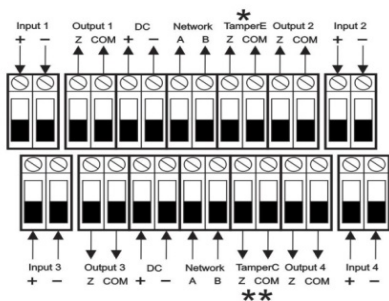 *
Input 1 Output 1 DC Network TamperE Output 2 Input 2
+ − Z COM + − A B Z COM Z COM + −
Input 3 Output 3 DC Network TamperC Output 4 Input 4
+ − Z COM + − A B Z COM Z COM + −
**